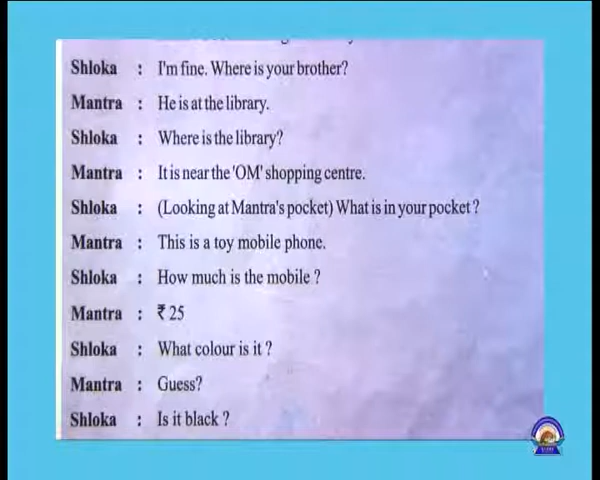 Shloka : I'm fine. Where is your brother?
Mantra : He is at the library.
Shloka : Where is the library?
Mantra : It is near the 'OM' shopping centre.
Shloka : (Looking at Mantra's pocket) What is in your pocket ?
Mantra : This is a toy mobile phone.
Shloka : How much is the mobile ?
Mantra : ₹ 25
Shloka : What colour is it ?
Mantra : Guess?
Shloka : Is it black ?